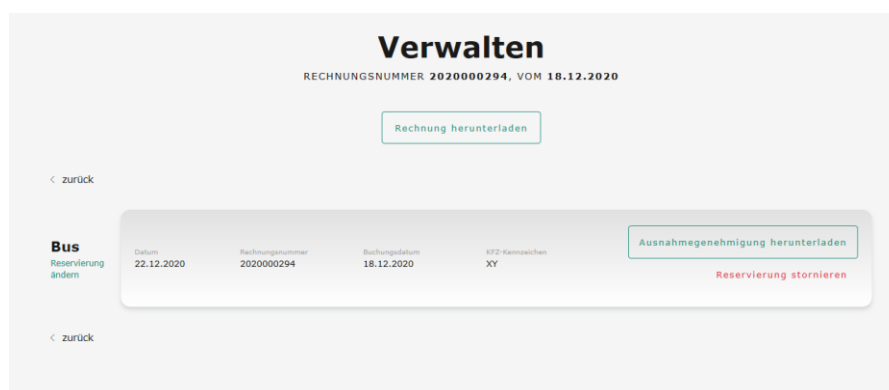 Verwalten
RECHNUNGSNUMMER 2020000294, VOM 18.12.2020
Rechnung herunterladen
< zurück
Bus
Reservierung
ändern
Datum
22.12.2020
Rechnungsnummer
2020000294
Buchungsdatum
18.12.2020
KFZ-Kennzeichen
XY
Ausnahmegenehmigung herunterladen
Reservierung stornieren
< zurück